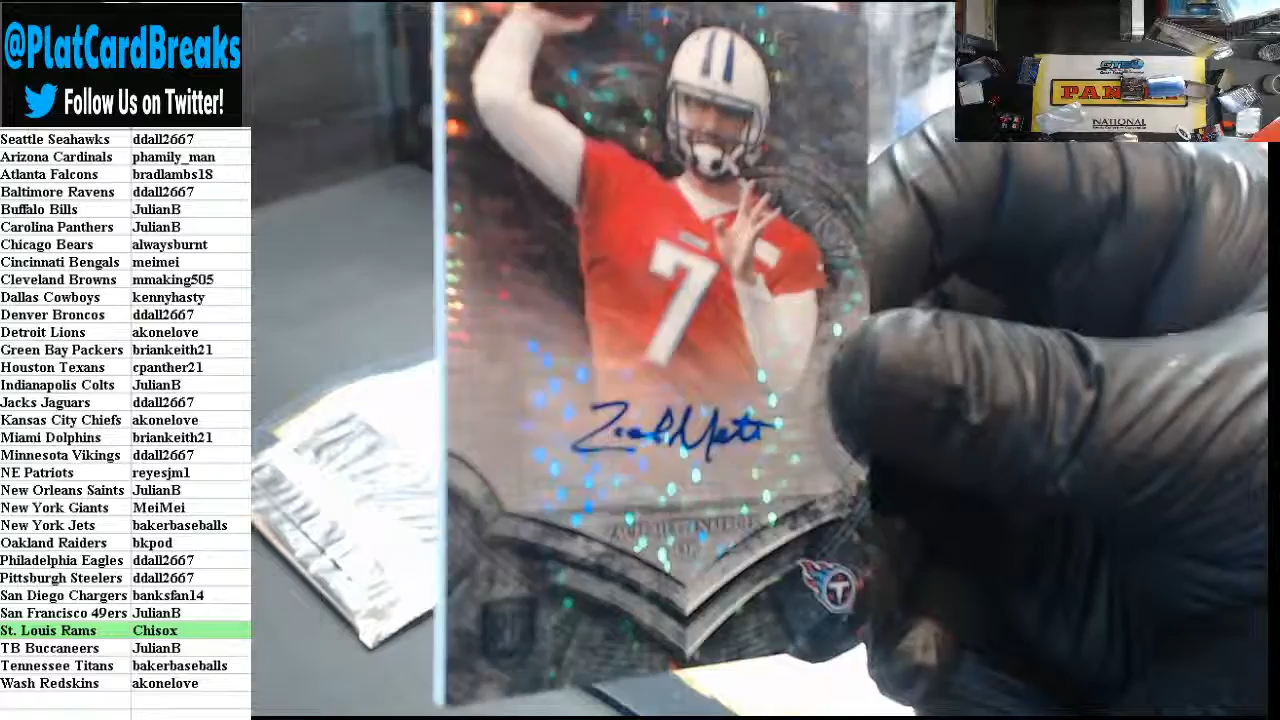 @PlatCardBreaks
Follow Us on Twitter!
Seattle Seahawks ddall2667
Arizona Cardinals phamily_man
Atlanta Falcons bradlambs18
Baltimore Ravens ddall2667
Buffalo Bills JulianB
Carolina Panthers JulianB
Chicago Bears alwaysburnt
Cincinnati Bengals meimei
Cleveland Browns mmaking505
Dallas Cowboys kennyhasty
Denver Broncos ddall2667
Detroit Lions akonelove
Green Bay Packers briankeith21
Houston Texans cpanther21
Indianapolis Colts JulianB
Jacks Jaguars ddall2667
Kansas City Chiefs akonelove
Miami Dolphins briankeith21
Minnesota Vikings ddall2667
NE Patriots reyesjm1
New Orleans Saints JulianB
New York Giants MeiMei
New York Jets bakerbaseballs
Oakland Raiders bkpod
Philadelphia Eagles ddall2667
Pittsburgh Steelers ddall2667
San Diego Chargers banksfan14
San Francisco 49ers JulianB
St. Louis Rams Chisox
TB Buccaneers JulianB
Tennessee Titans bakerbaseballs
Wash Redskins akonelove
7
T
NATIONAL